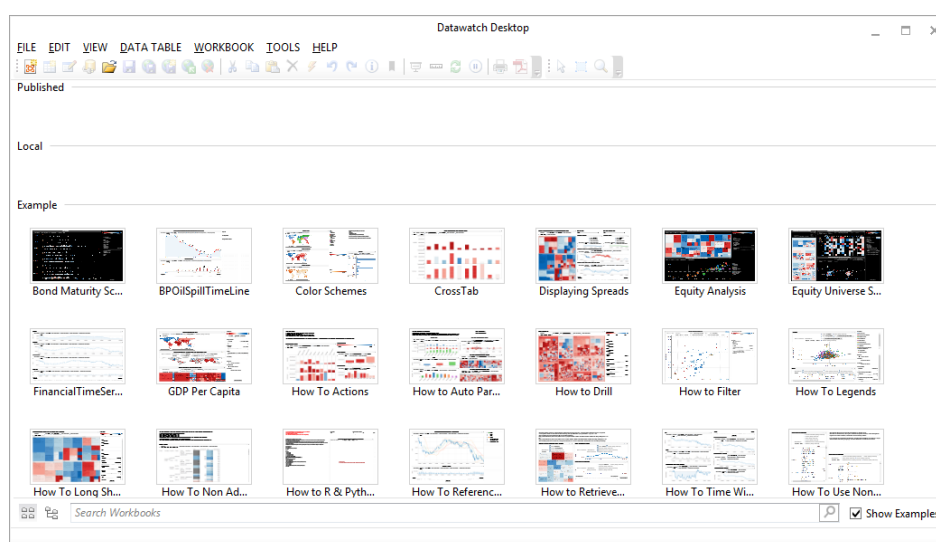 Datawatch Desktop
FILE EDIT VIEW DATA TABLE WORKBOOK TOOLS HELP
Published
Local
Example
Bond Maturity Sc... BPOilSpillTimeLine Color Schemes CrossTab Displaying Spreads Equity Analysis Equity Universe S...
FinancialTimeSer... GDP Per Capita How To Actions How to Auto Par... How to Drill How to Filter How To Legends
How To Long Sh... How To Non Ad... How to R & Pyth... How To Referenc... How to Retrieve... How To Time Wi... How To Use Non...
Search Workbooks Show Examples